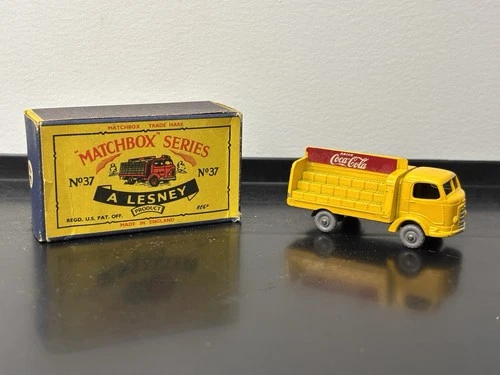 MATCHBOX TRADE MARK
"MATCHBOX" SERIES
No37 No37
A LESNEY
PRODUCT
REGD. U.S. PAT. OFF.
MADE IN ENGLAND
Coca-Cola